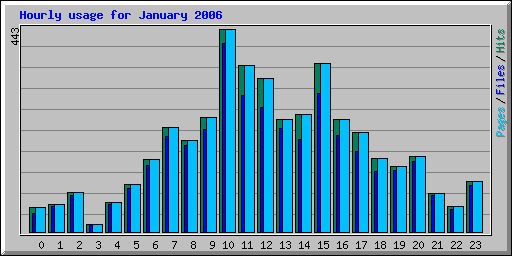 Hourly usage for January 2006
443
Pages/Files/Hits
0 1 2 3 4 5 6 7 8 9 10 11 12 13 14 15 16 17 18 19 20 21 22 23